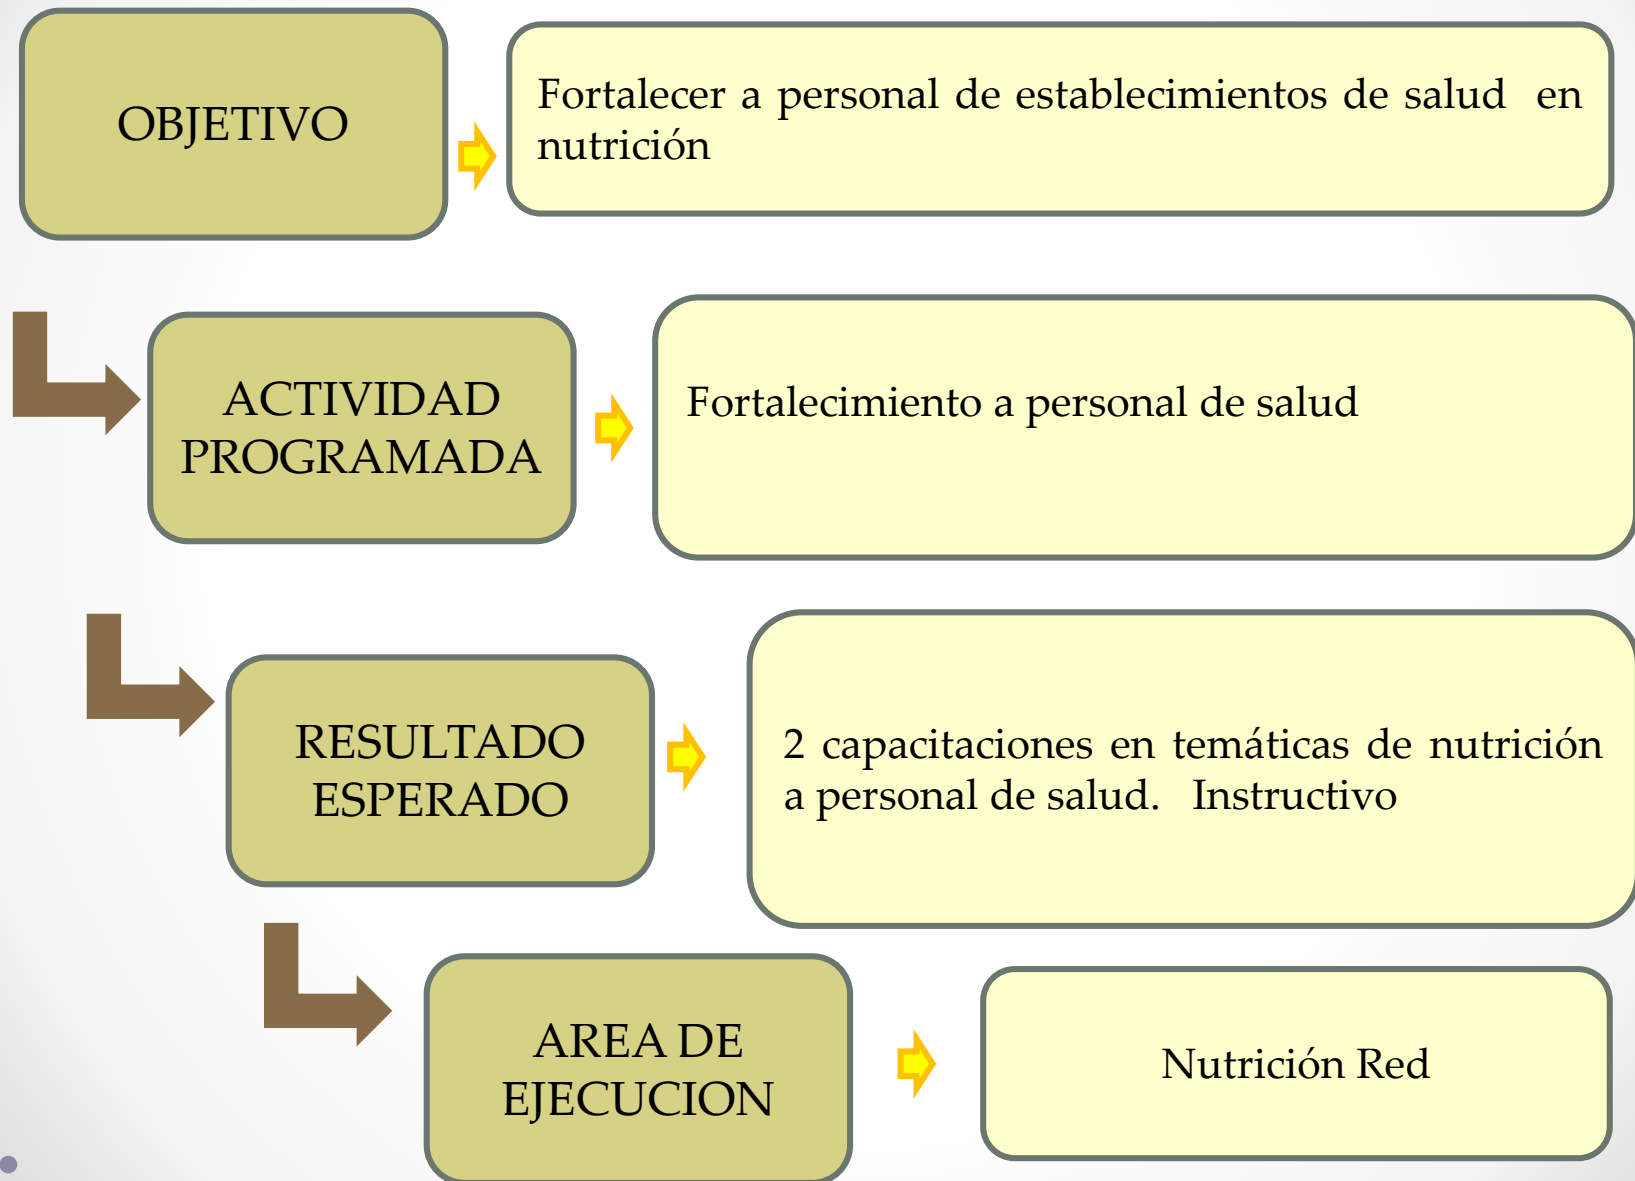 OBJETIVO
Fortalecer a personal de establecimientos de salud en
nutrición
ACTIVIDAD
PROGRAMADA
Fortalecimiento a personal de salud
RESULTADO
ESPERADO
2 capacitaciones en temáticas de nutrición
a personal de salud. Instructivo
AREA DE
EJECUCION
Nutrición Red